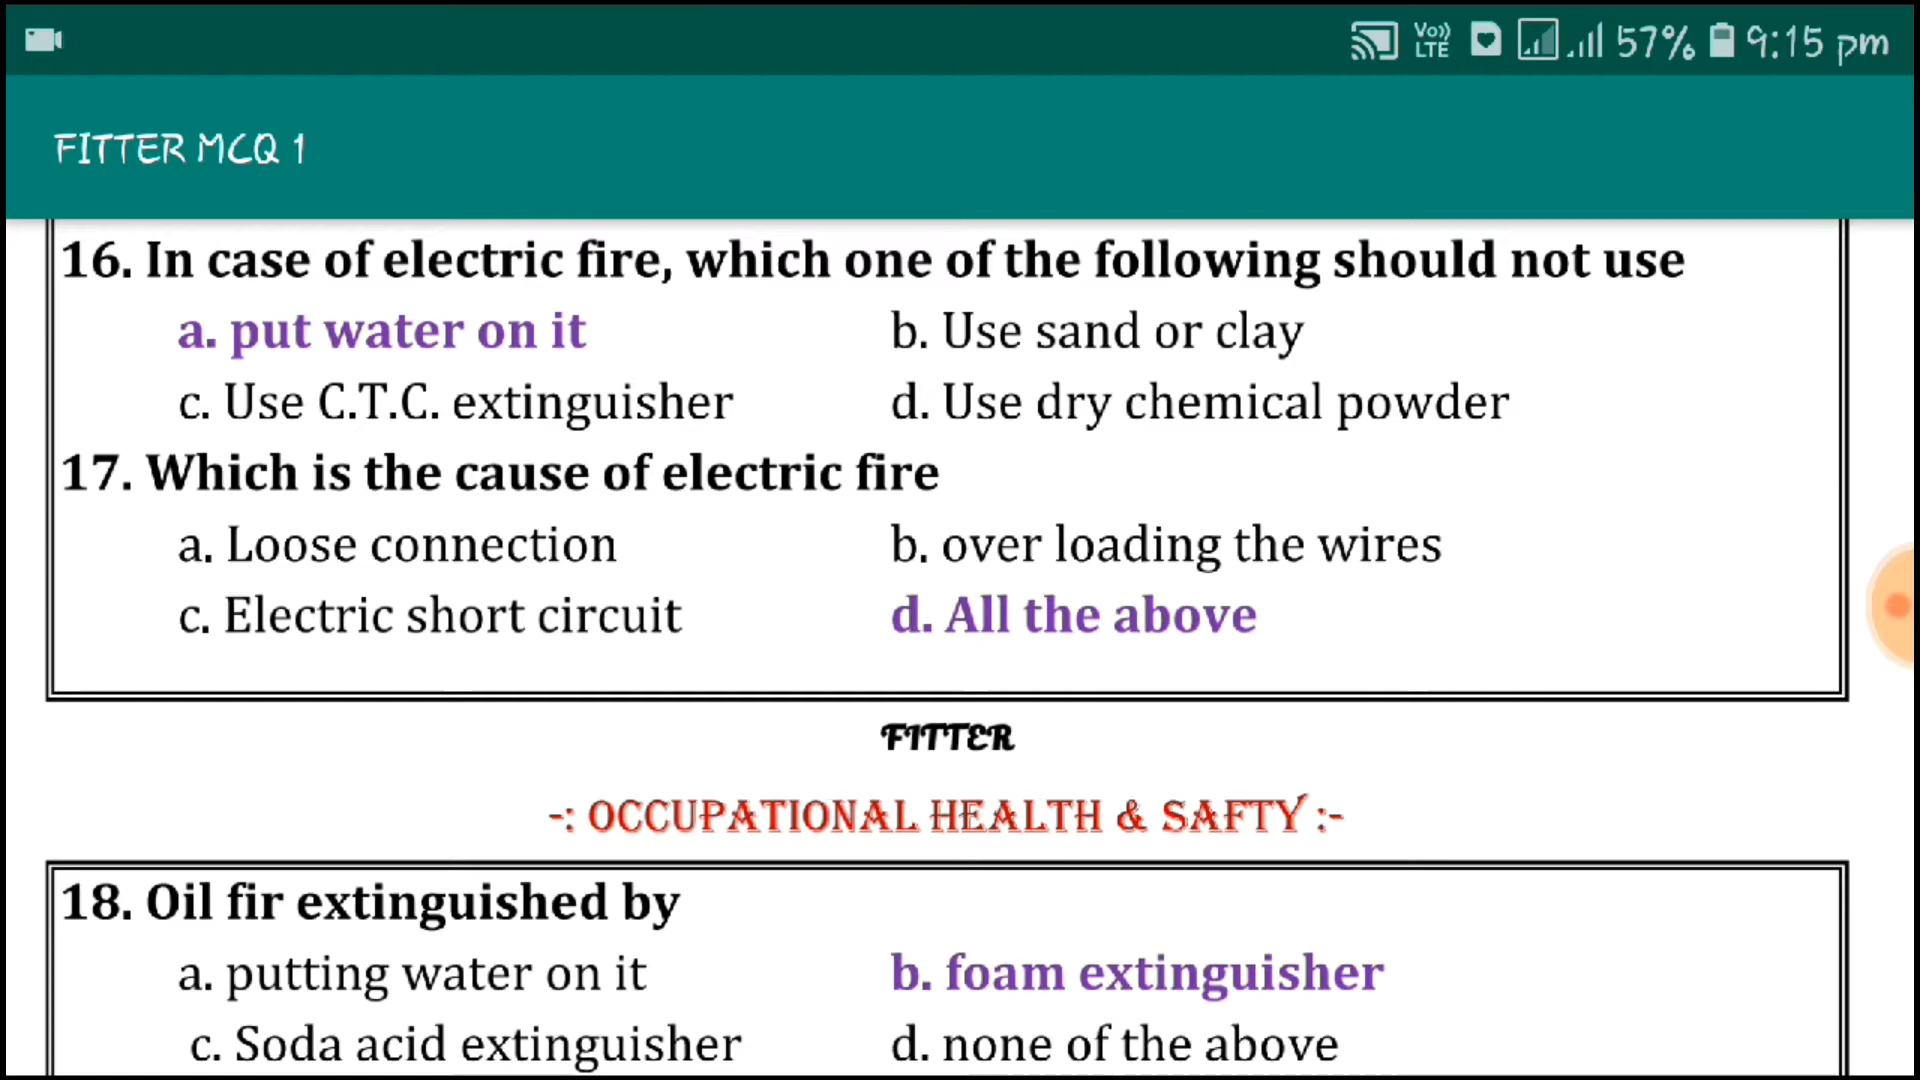 Vo)) LTE 57% 9:15 pm
FITTER MCQ 1
16. In case of electric fire, which one of the following should not use
a. put water on it b. Use sand or clay
c. Use C.T.C. extinguisher d. Use dry chemical powder
17. Which is the cause of electric fire
a. Loose connection b. over loading the wires
c. Electric short circuit d. All the above
FITTER
-: OCCUPATIONAL HEALTH & SAFTY :-
18. Oil fir extinguished by
a. putting water on it b. foam extinguisher
c. Soda acid extinguisher d. none of the above